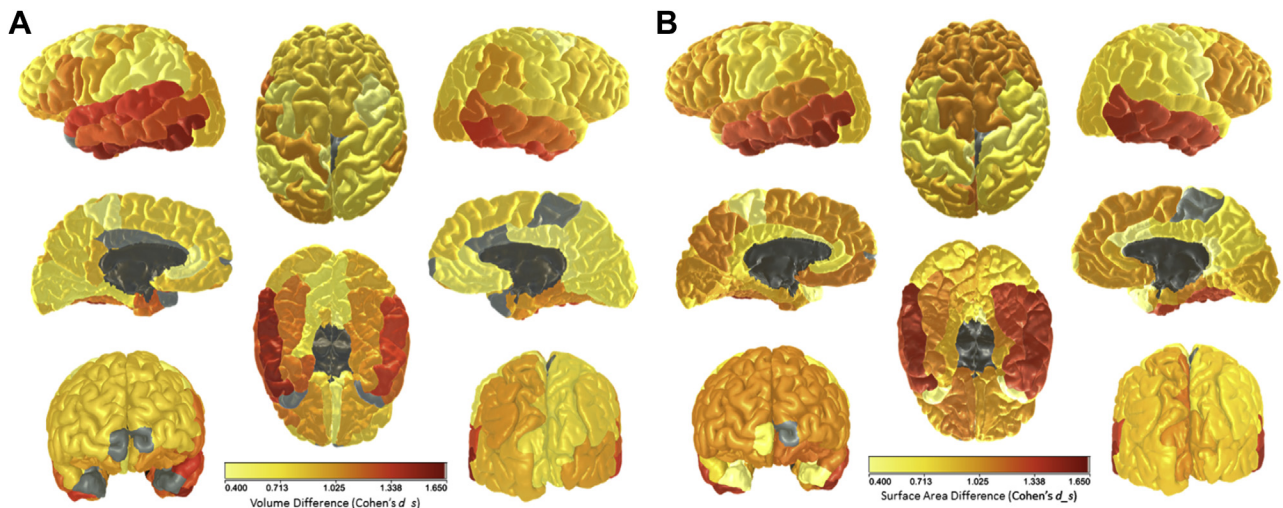 A
B
0.400 0.713 1.025 1.338 1.650
Volume Difference (Cohen's d s)
0.400 0.713 1.025 1.338 1.650
Surface Area Difference (Cohen's d_s)